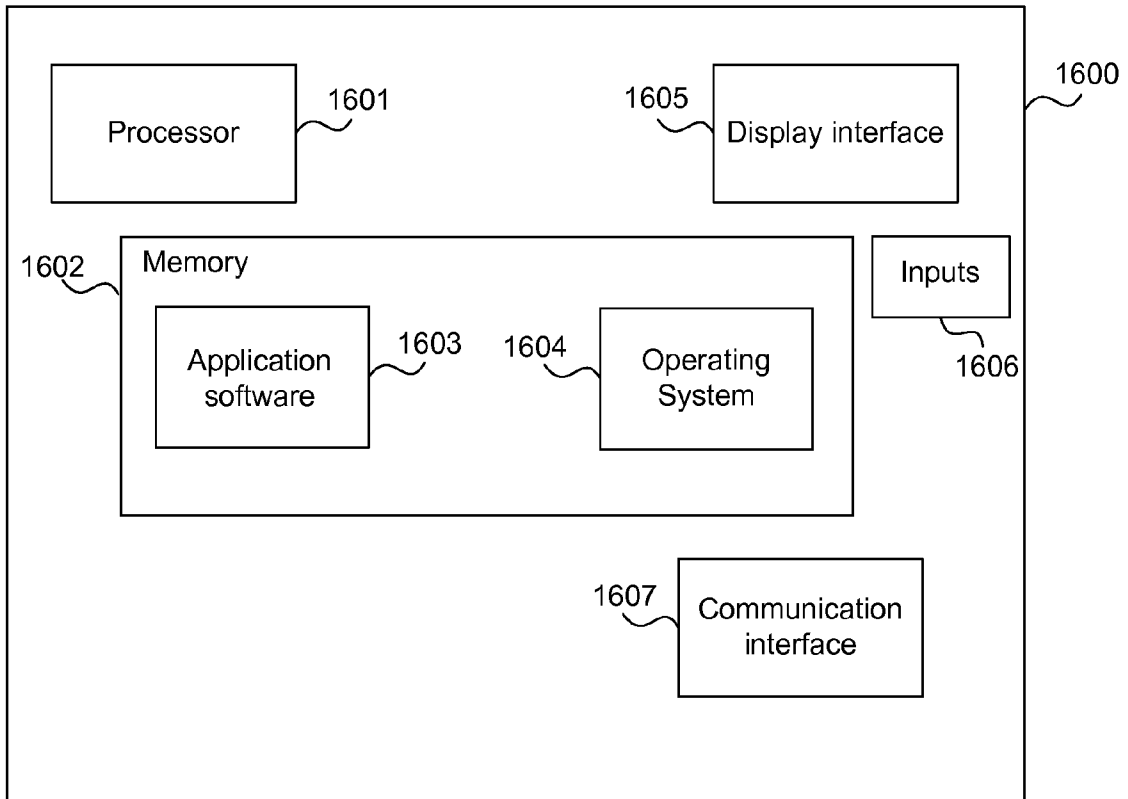 1600
1601
Processor
1605
Display interface
1602
Memory
Inputs
1606
1603
Application
software
1604
Operating
System
1607
Communication
interface